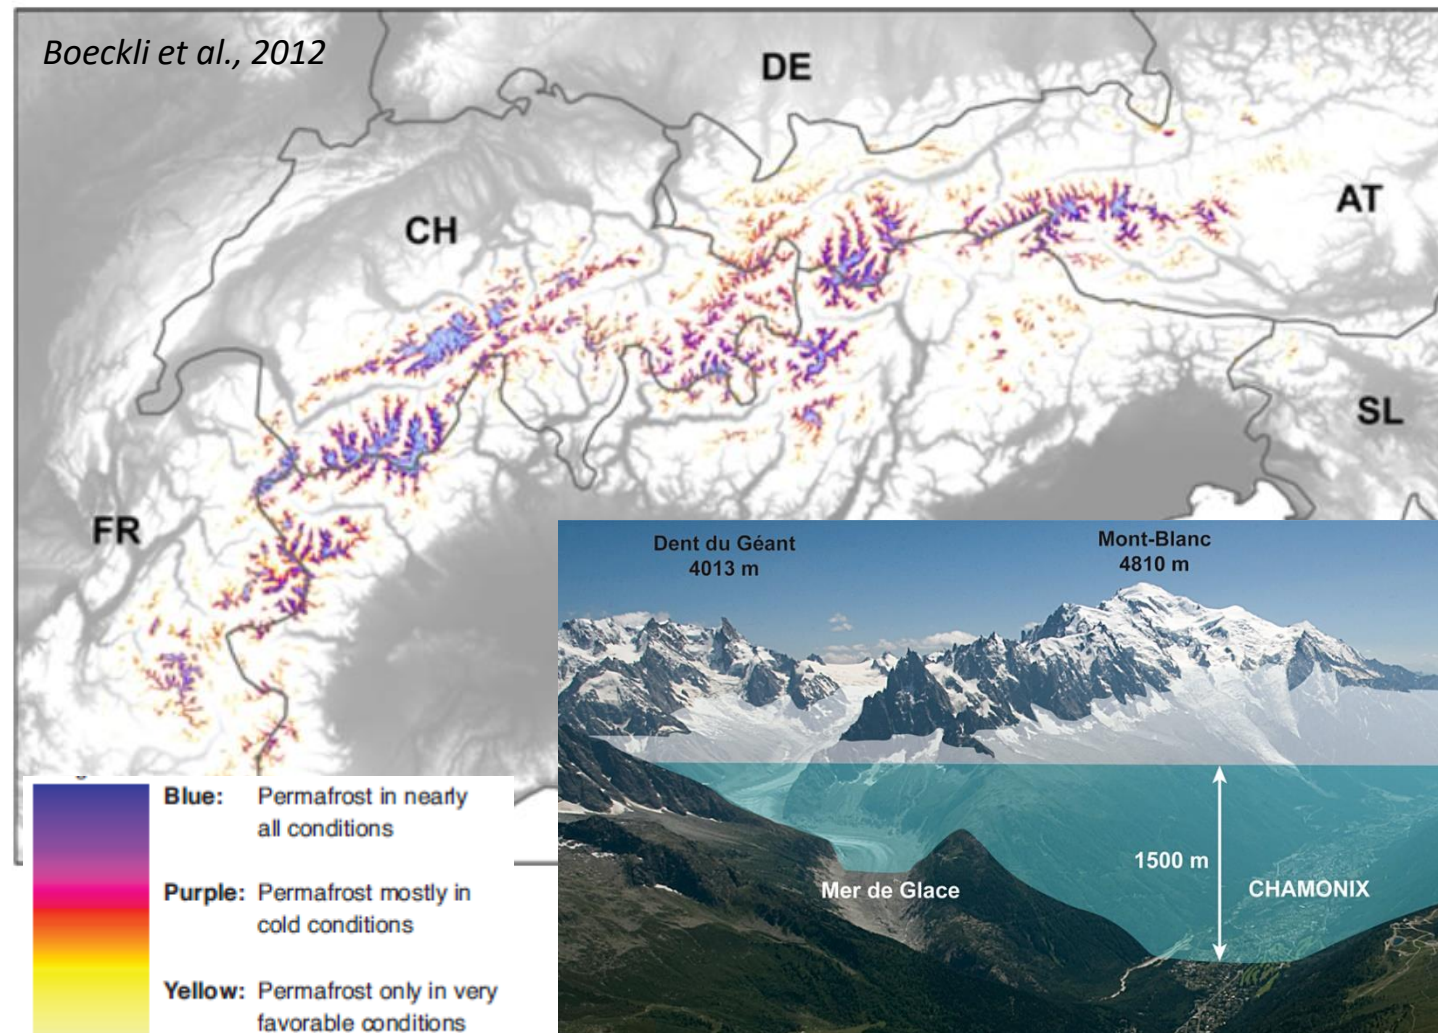 Boeckli et al., 2012
DE
CH
AT
SL
FR
Dent du Géant
4013 m
Mont-Blanc
4810 m
1500 m
Mer de Glace
CHAMONIX
Blue: Permafrost in nearly
all conditions
Purple: Permafrost mostly in
cold conditions
Yellow: Permafrost only in very
favorable conditions